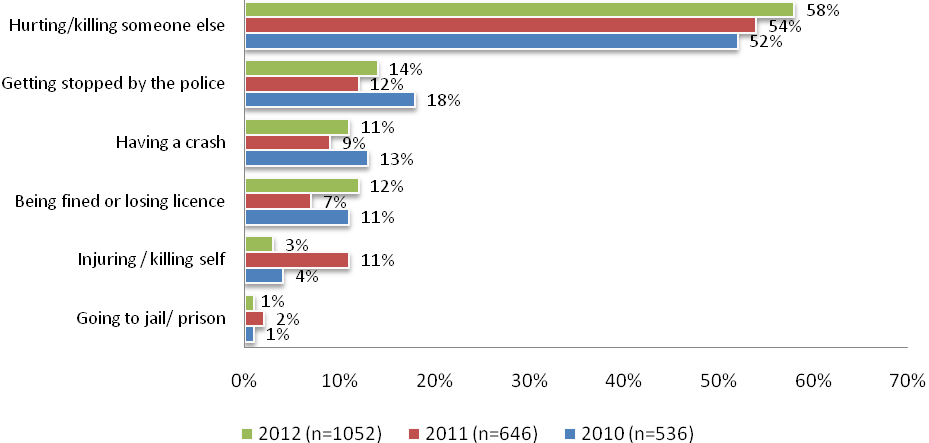 Hurting/killing someone else
58%
54%
52%
Getting stopped by the police
14%
12%
18%
Having a crash
11%
9%
13%
Being fined or losing licence
12%
7%
11%
Injuring / killing self
3%
11%
4%
Going to jail/ prison
1%
2%
1%
0% 10% 20% 30% 40% 50% 60% 70%
2012 (n=1052) 2011 (n=646) 2010 (n=536)